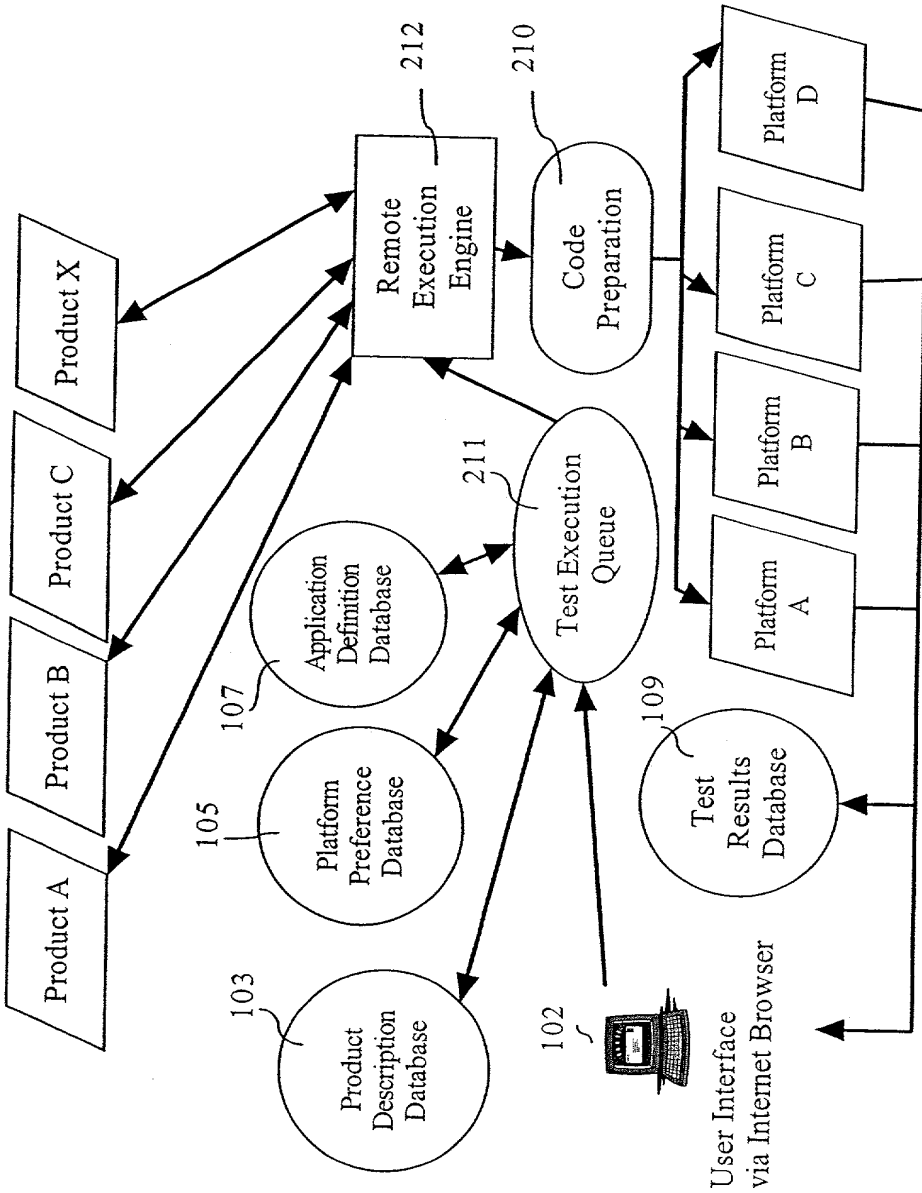 Product A
Product B
Product C
Product X
103
Product
Description
Database
105
Platform
Preference
Database
107
Application
Definition
Database
212
Remote
Execution
Engine
102
User Interface
via Internet Browser
211
Test Execution
Queue
210
Code
Preparation
109
Test
Results
Database
Platform
A
Platform
B
Platform
C
Platform
D